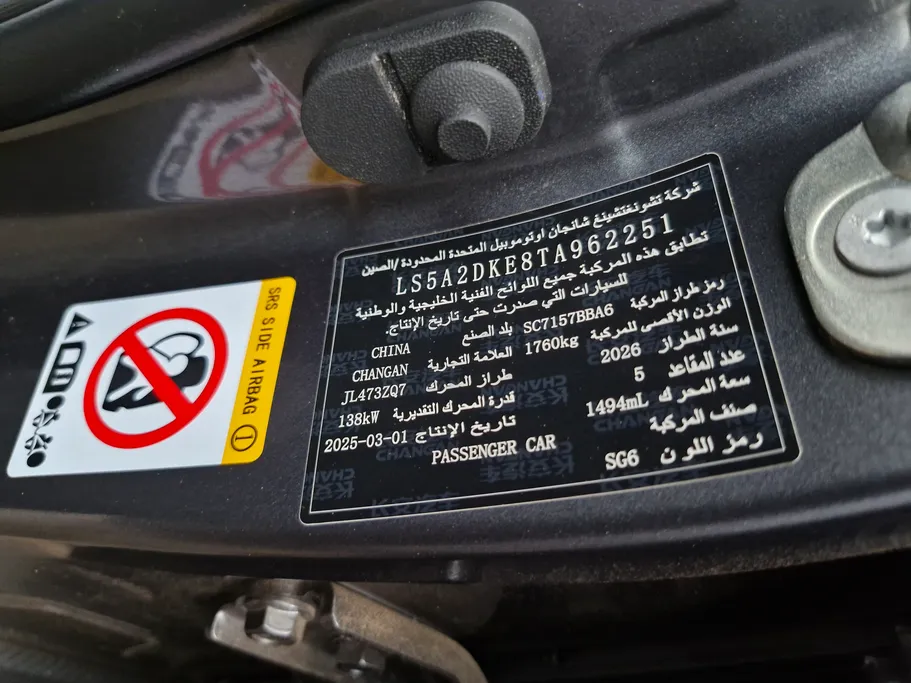 شركة تشونغتشينغ شانجان اوتوموبيل المتحدة المحدودة /الصين
LS5A2DKE8TA962251
تطابق هذه المركبة جميع اللوائح الفنية الخليجية والوطنية
للسيارات التي صدرت حتى تاريخ الإنتاج.
رمز طراز المركبة SC7157BBA6 بلد الصنع CHINA
الوزن الأقصى للمركبة 1760kg العلامة التجارية CHANGAN
سنة الطراز 2026 طراز المحرك JL473ZQ7
عدد المقاعد 5 قدرة المحرك التقديرية 138kW
سعة المحرك 1494mL تاريخ الإنتاج 2025-03-01
صنف المركبة PASSENGER CAR
رمز اللون SG6
SRS SIDE AIRBAG